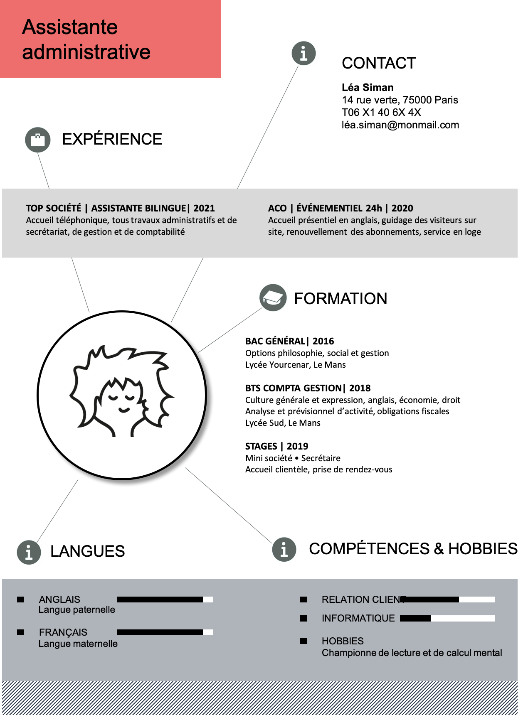 Assistante
administrative
CONTACT
Léa Siman
14 rue verte, 75000 Paris
T06 X1 40 6X 4X
léa.siman@monmail.com
EXPÉRIENCE
TOP SOCIÉTÉ | ASSISTANTE BILINGUE| 2021
Accueil téléphonique, tous travaux administratifs et de
secrétariat, de gestion et de comptabilité
ACO | ÉVÉNEMENTIEL 24h | 2020
Accueil présentiel en anglais, guidage des visiteurs sur
site, renouvellement des abonnements, service en loge
FORMATION
BAC GÉNÉRAL| 2016
Options philosophie, social et gestion
Lycée Yourcenar, Le Mans
BTS COMPTA GESTION| 2018
Culture générale et expression, anglais, économie, droit
Analyse et prévisionnel d'activité, obligations fiscales
Lycée Sud, Le Mans
STAGES | 2019
Mini société • Secrétaire
Accueil clientèle, prise de rendez-vous
LANGUES
ANGLAIS
Langue paternelle
FRANÇAIS
Langue maternelle
COMPÉTENCES & HOBBIES
RELATION CLIENT
INFORMATIQUE
HOBBIES
Championne de lecture et de calcul mental